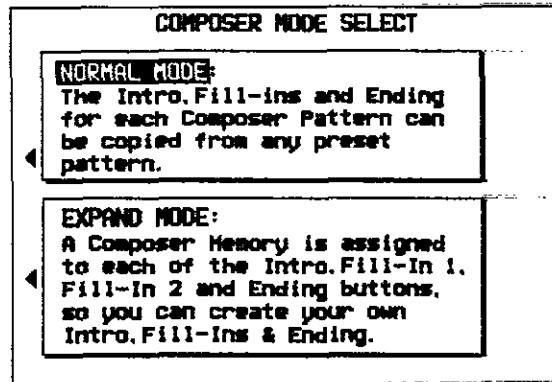 COMPOSER MODE SELECT
NORMAL MODE:
The Intro,Fill-ins and Ending
for each Composer Pattern can
be copied from any preset
pattern.
EXPAND MODE:
A Composer Memory is assigned
to each of the Intro,Fill-In 1,
Fill-In 2 and Ending buttons,
so you can create your own
Intro,Fill-Ins & Ending.